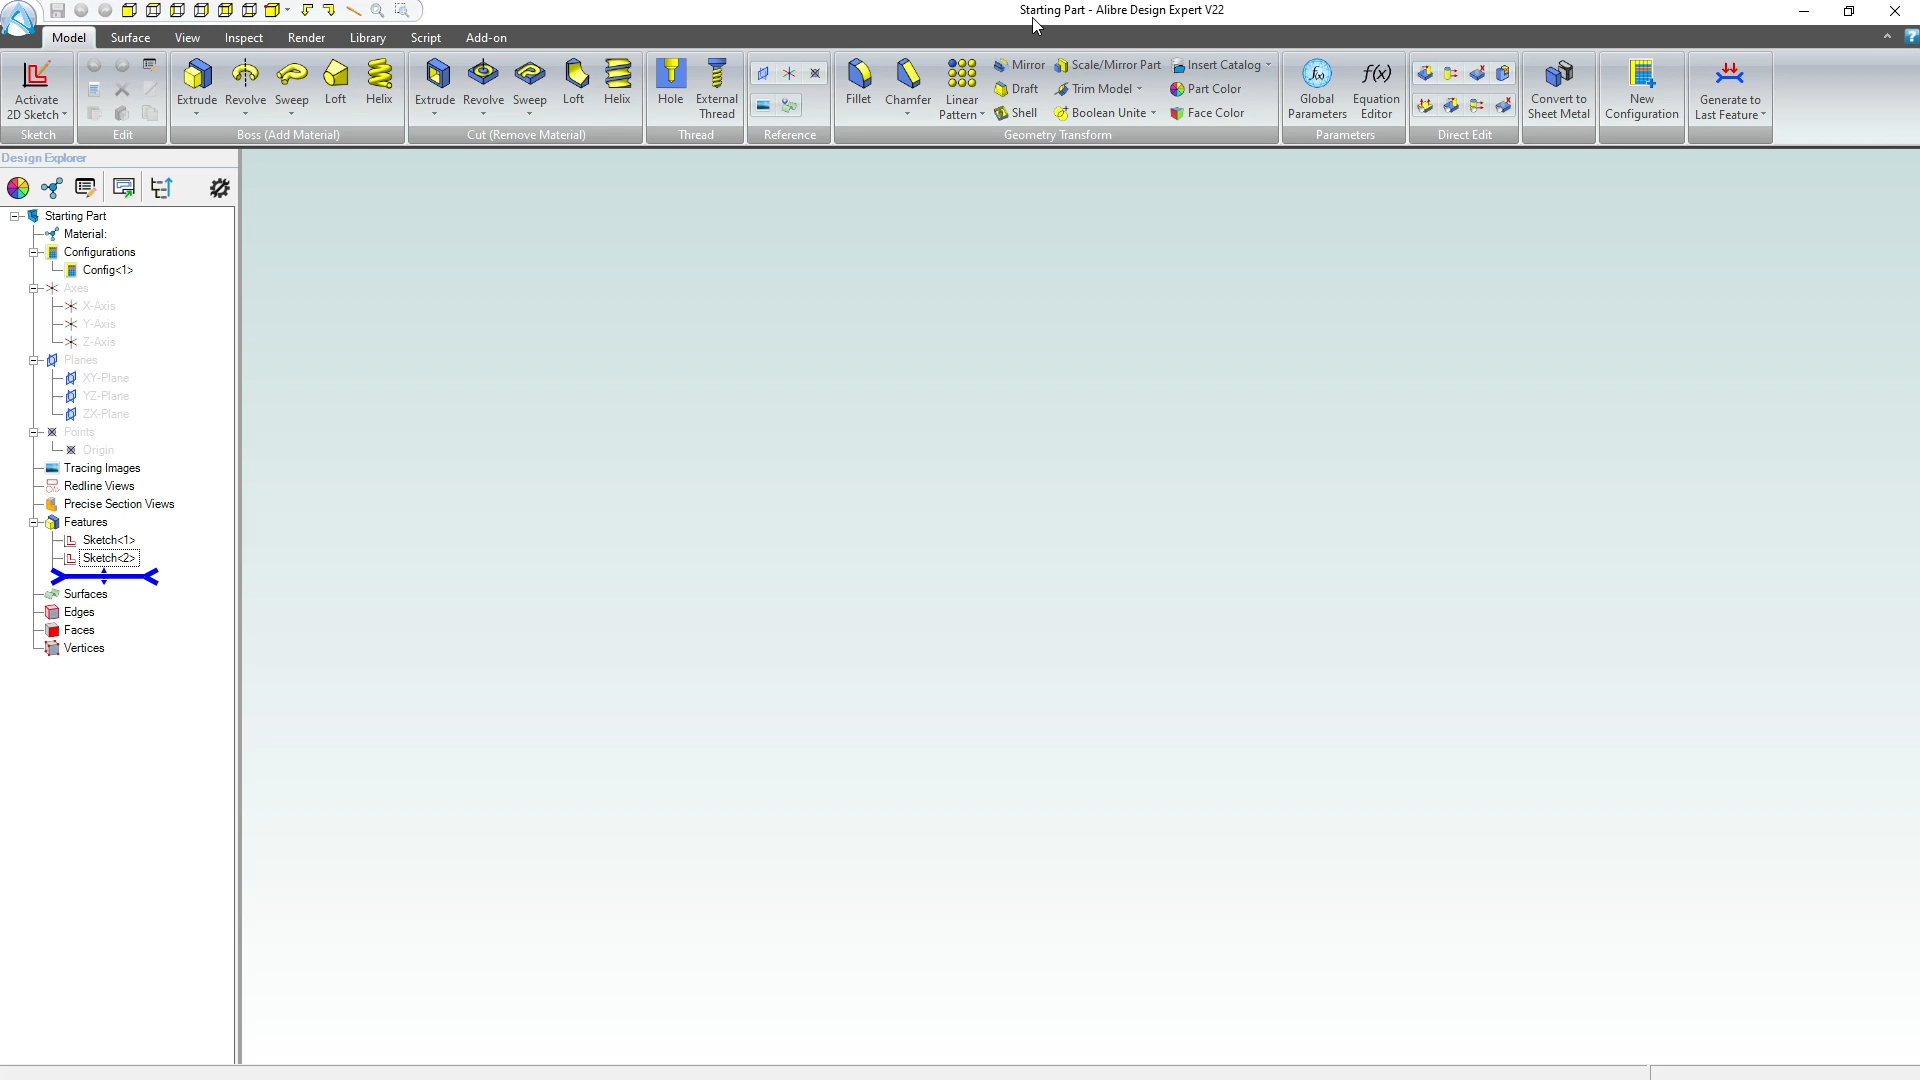 Starting Part - Alibre Design Expert V22
Model Surface View Inspect Render Library Script Add-on
Activate 2D Sketch
Sketch
Edit
Extrude Revolve Sweep Loft Helix
Boss (Add Material)
Extrude Revolve Sweep Loft Helix
Cut (Remove Material)
Hole External Thread
Thread
Reference
Fillet Chamfer Linear Pattern
Mirror Scale/Mirror Part Insert Catalog
Draft Trim Model Part Color
Shell Boolean Unite Face Color
Geometry Transform
Global Parameters Equation Editor
Parameters
Direct Edit
Convert to Sheet Metal
New Configuration
Generate to Last Feature
Design Explorer
Starting Part
Material:
Configurations
Config<1>
Axes
X-Axis
Y-Axis
Z-Axis
Planes
XY-Plane
YZ-Plane
ZX-Plane
Points
Origin
Tracing Images
Redline Views
Precise Section Views
Features
Sketch<1>
Sketch<2>
Surfaces
Edges
Faces
Vertices